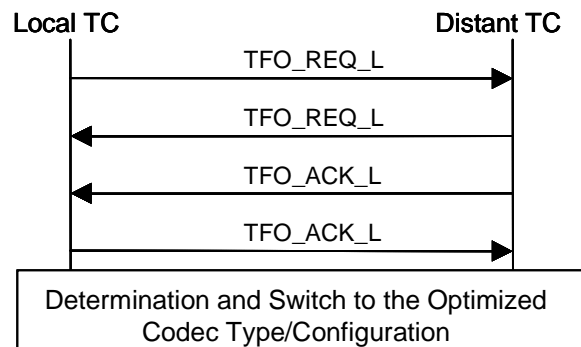 Local TC
Distant TC
TFO_REQ_L
TFO_REQ_L
TFO_ACK_L
TFO_ACK_L
Determination and Switch to the Optimized
Codec Type/Configuration